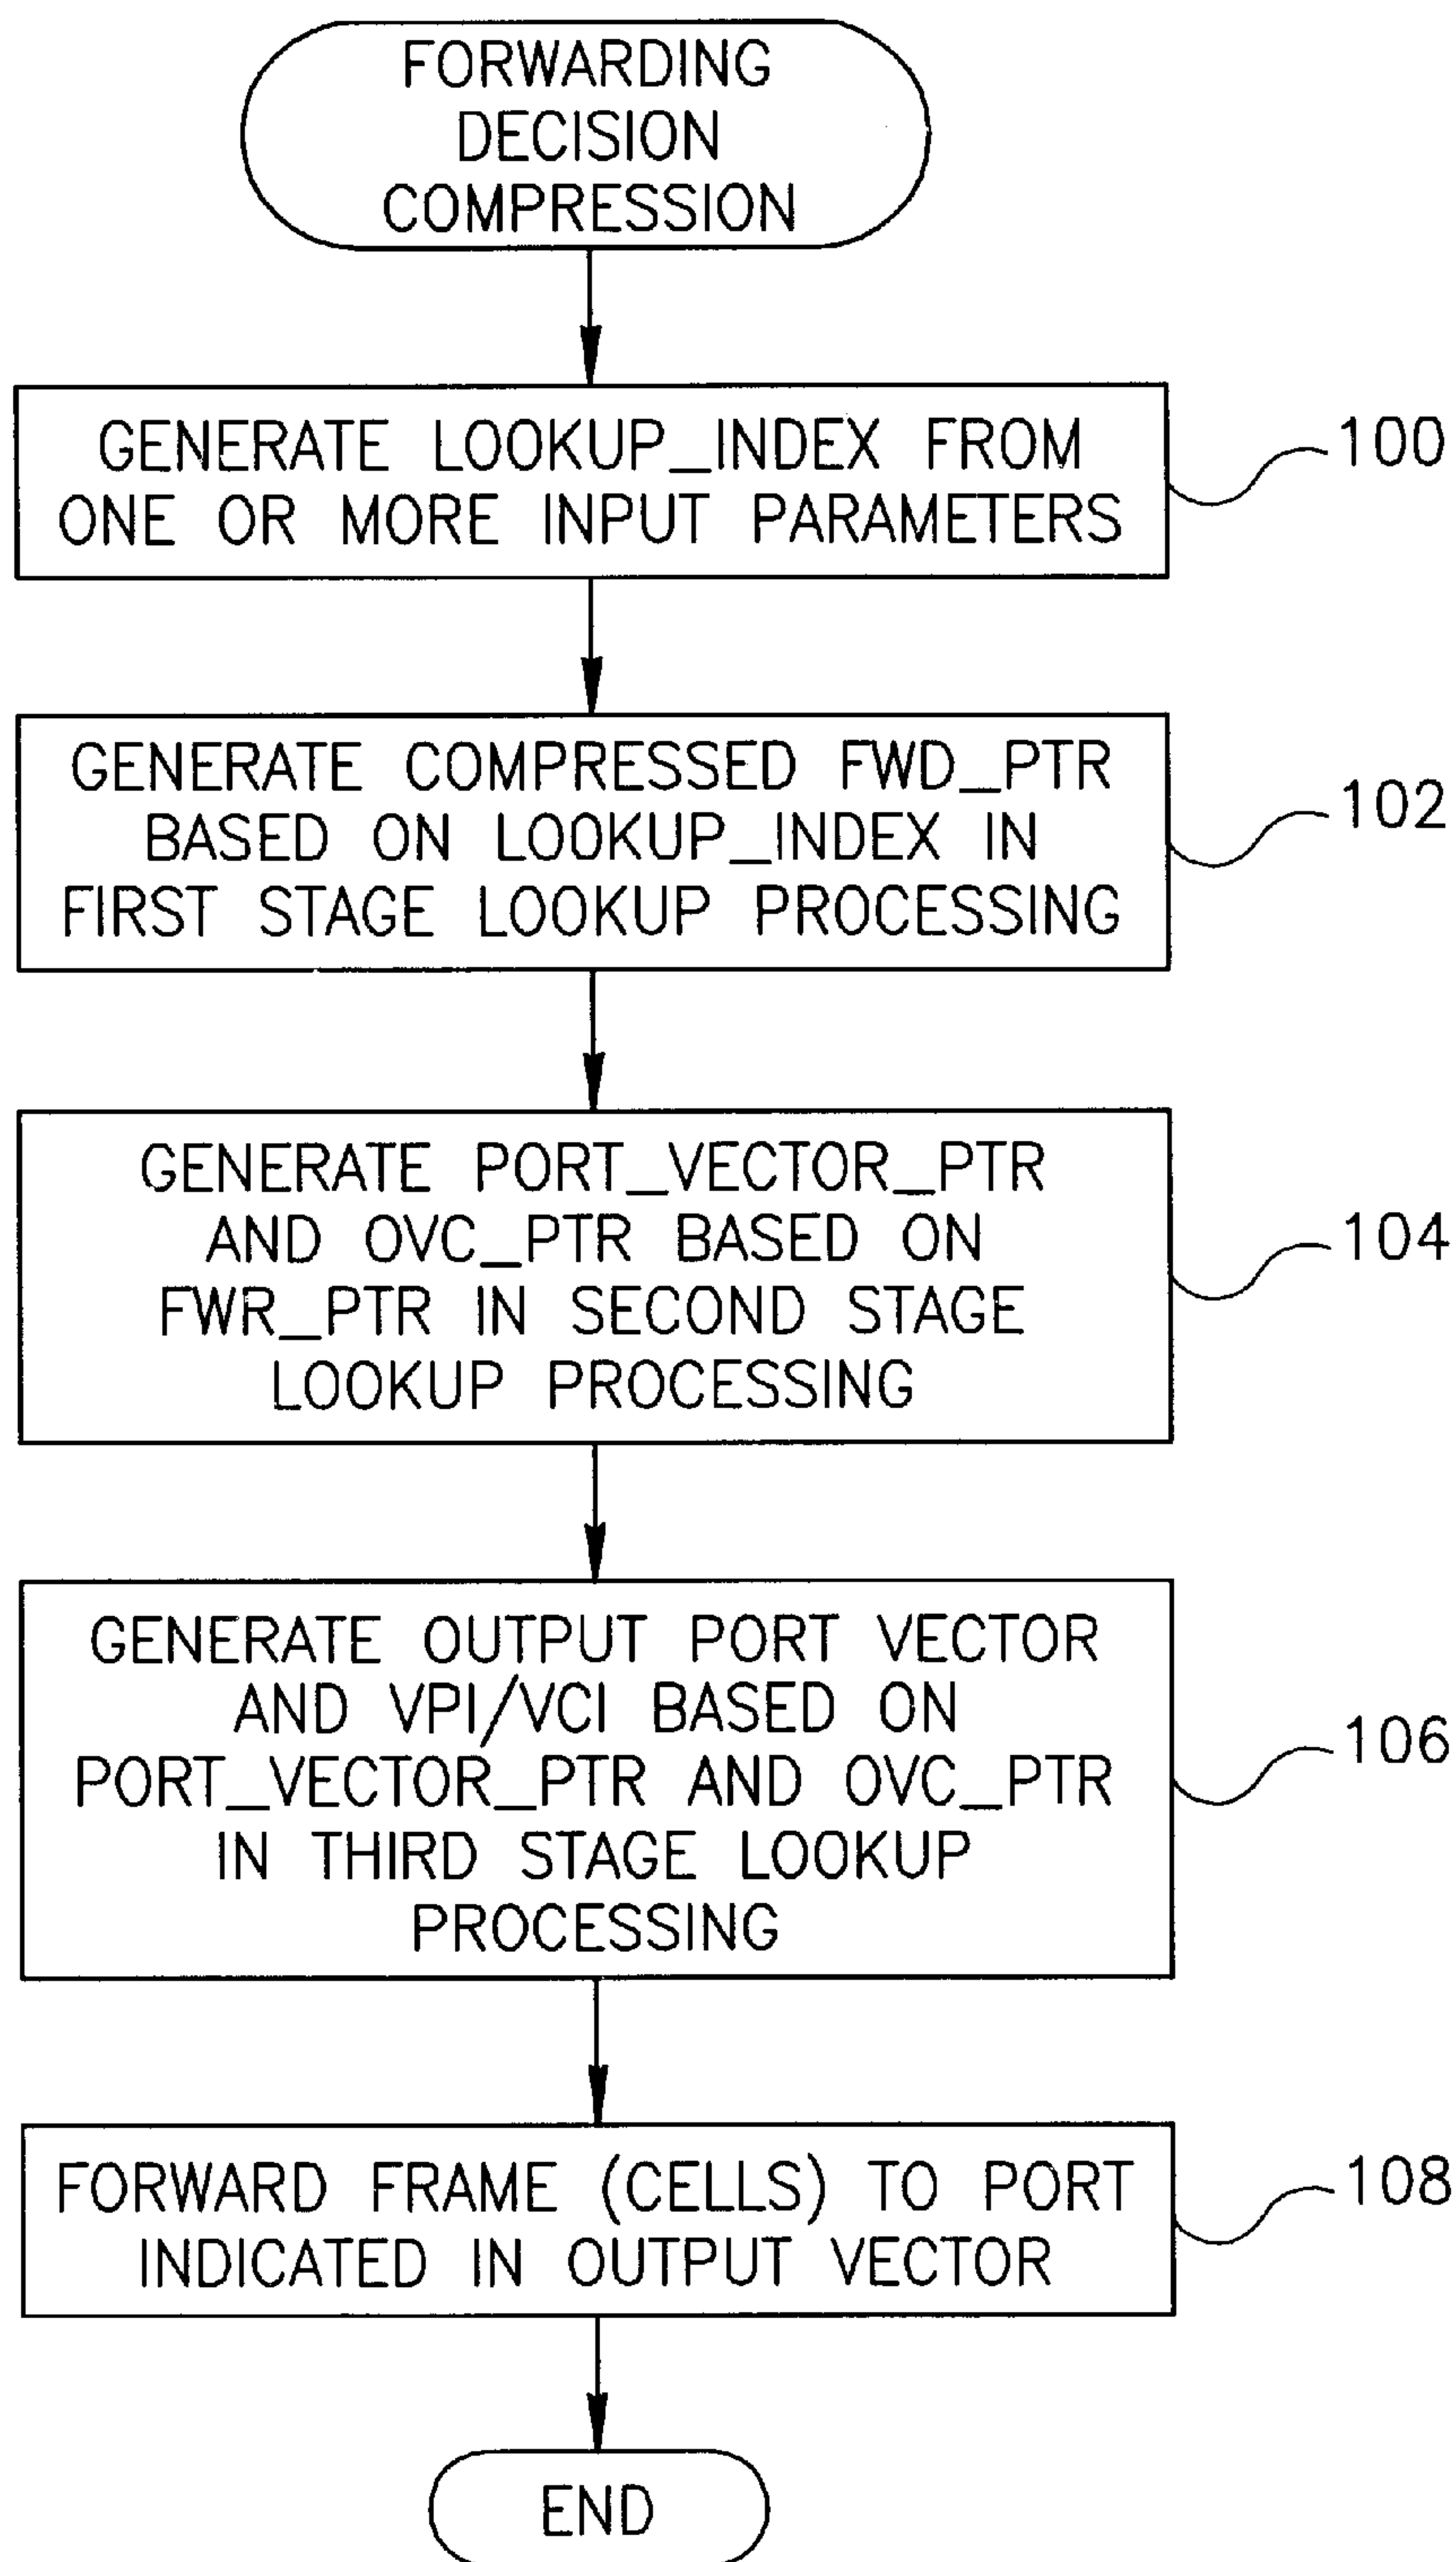 FORWARDING
DECISION
COMPRESSION
GENERATE LOOKUP_INDEX FROM
ONE OR MORE INPUT PARAMETERS
100
GENERATE COMPRESSED FWD_PTR
BASED ON LOOKUP_INDEX IN
FIRST STAGE LOOKUP PROCESSING
102
GENERATE PORT_VECTOR_PTR
AND OVC_PTR BASED ON
FWR_PTR IN SECOND STAGE
LOOKUP PROCESSING
104
GENERATE OUTPUT PORT VECTOR
AND VPI/VCI BASED ON
PORT_VECTOR_PTR AND OVC_PTR
IN THIRD STAGE LOOKUP
PROCESSING
106
FORWARD FRAME (CELLS) TO PORT
INDICATED IN OUTPUT VECTOR
108
END